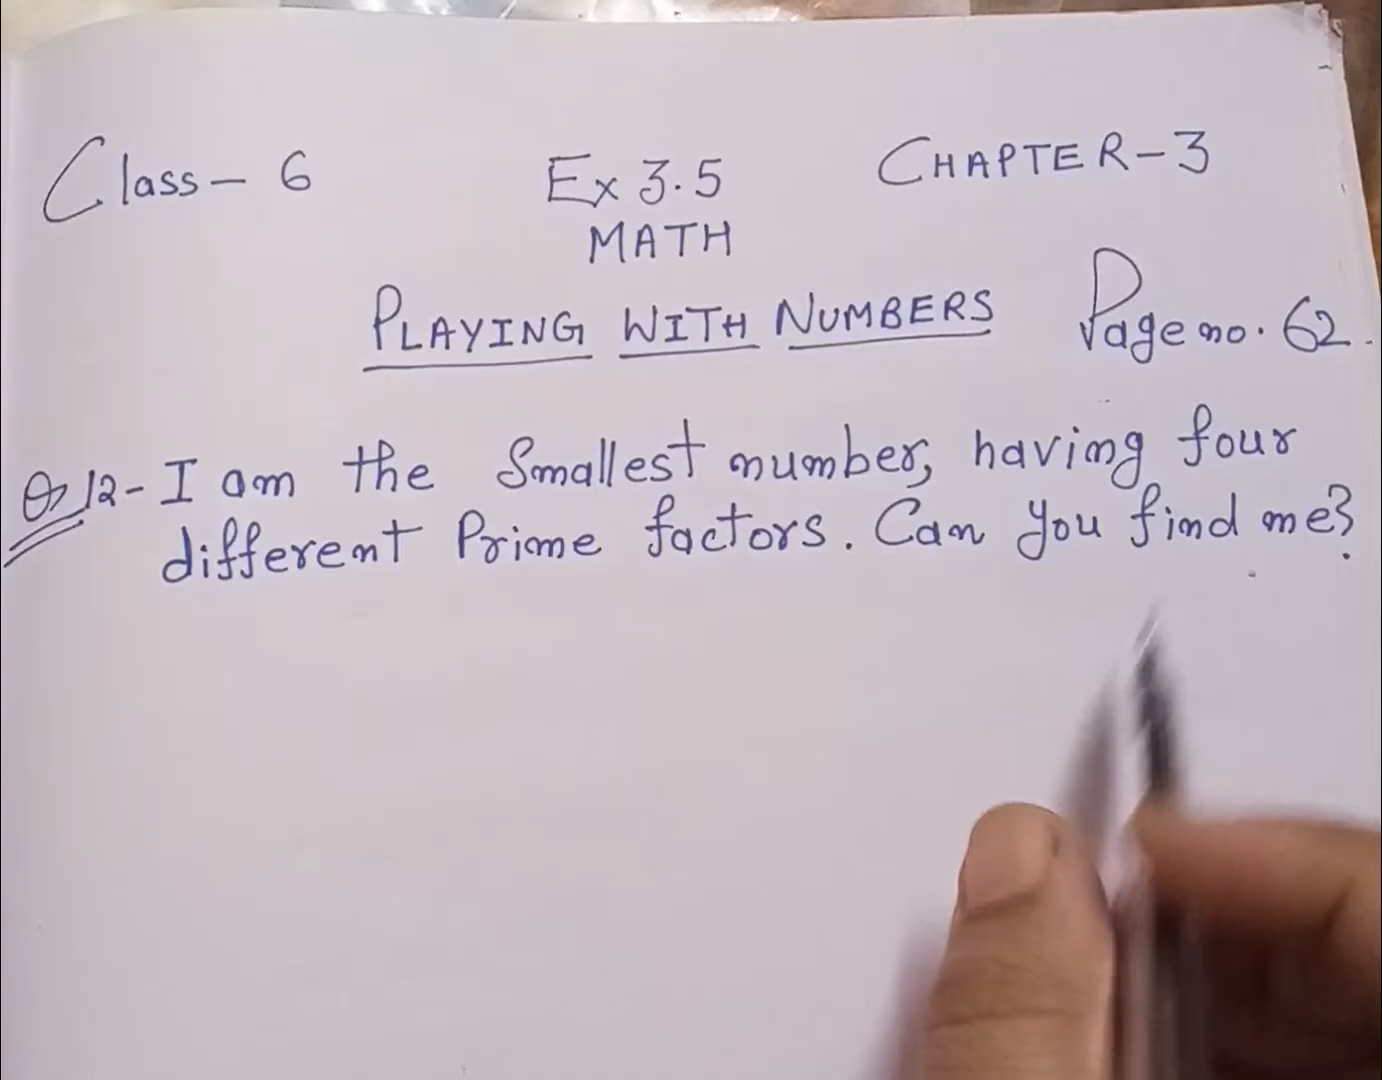 Class - 6 Ex 3.5 CHAPTER-3
MATH
PLAYING WITH NUMBERS Page no. 62.
Q 12- I am the Smallest number, having four
different Prime factors. Can you find me?